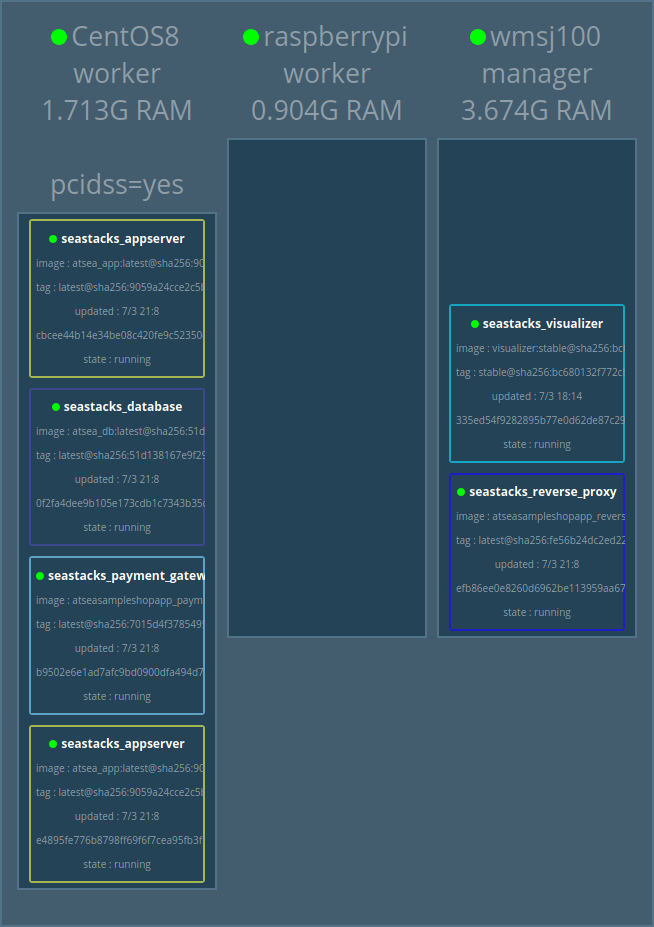 CentOS8
worker
1.713G RAM
pcidss=yes
seastacks_appserver
image : atsea_app:latest@sha256:90
tag : latest@sha256:9059a24cce2c5b
updated : 7/3 21:8
cbcee44b14e34be08c420fe9c52350
state : running
seastacks_database
image : atsea_db:latest@sha256:51d
tag : latest@sha256:51d138167e9f29
updated : 7/3 21:8
0f2fa4dee9b105e173cdb1c7343b35c
state : running
seastacks_payment_gatew
image : atseasampleshopapp_paym
tag : latest@sha256:7015d4f3785495
updated : 7/3 21:8
b9502e6e1ad7afc9bd0900dfa494d7
state : running
seastacks_appserver
image : atsea_app:latest@sha256:90
tag : latest@sha256:9059a24cce2c5b
updated : 7/3 21:8
e4895fe776b8798ff69f6f7cea95fb3f
state : running
raspberrypi
worker
0.904G RAM
wmsj100
manager
3.674G RAM
seastacks_visualizer
image : visualizer:stable@sha256:bc
tag : stable@sha256:bc680132f772c
updated : 7/3 18:14
335ed54f9282895b77e0d62de87c29
state : running
seastacks_reverse_proxy
image : atseasampleshopapp_revers
tag : latest@sha256:fe56b24dc2ed22
updated : 7/3 21:8
efb86ee0e8260d6962be113959aa67
state : running